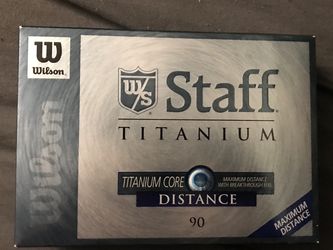 W
Wilson
Wilson
W/S Staff
TITANIUM
TITANIUM CORE
MAXIMUM DISTANCE
WITH BREAKTHROUGH FEEL
DISTANCE
90
MAXIMUM
DISTANCE